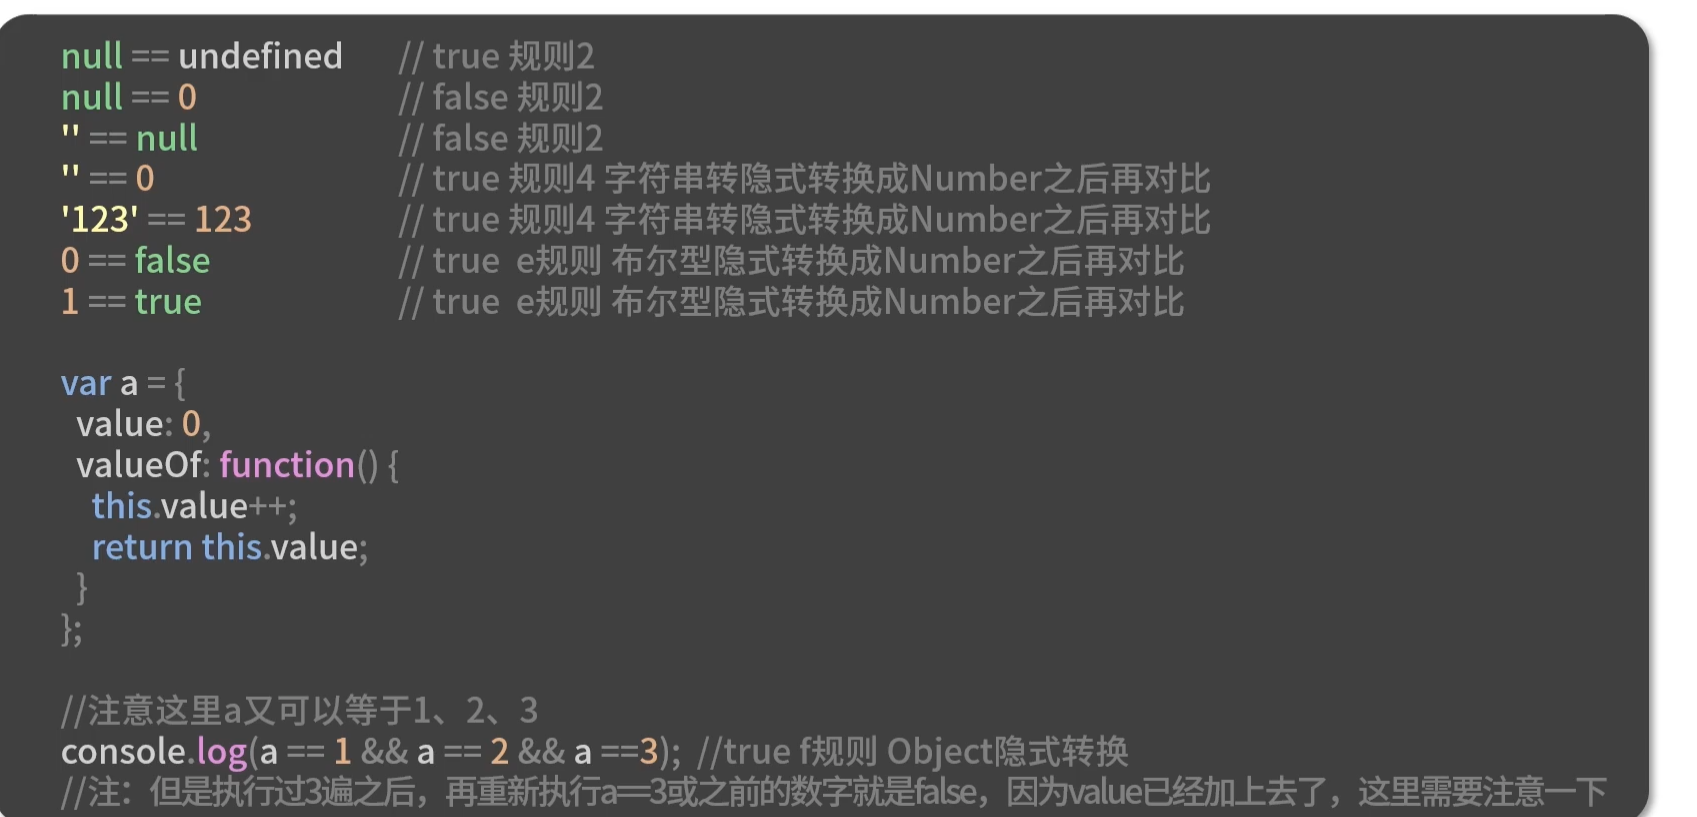 null == undefined // true 规则2
null == 0 // false 规则2
'' == null // false 规则2
'' == 0 // true 规则4 字符串转隐式转换成Number之后再对比
'123' == 123 // true 规则4 字符串转隐式转换成Number之后再对比
0 == false // true e规则 布尔型隐式转换成Number之后再对比
1 == true // true e规则 布尔型隐式转换成Number之后再对比
var a = {
value: 0,
valueOf: function() {
this.value++;
return this.value;
}
};
//注意这里a又可以等于1、2、3
console.log(a == 1 && a == 2 && a ==3); //true f规则 Object隐式转换
//注：但是执行过3遍之后，再重新执行a==3或之前的数字就是false，因为value已经加上去了，这里需要注意一下